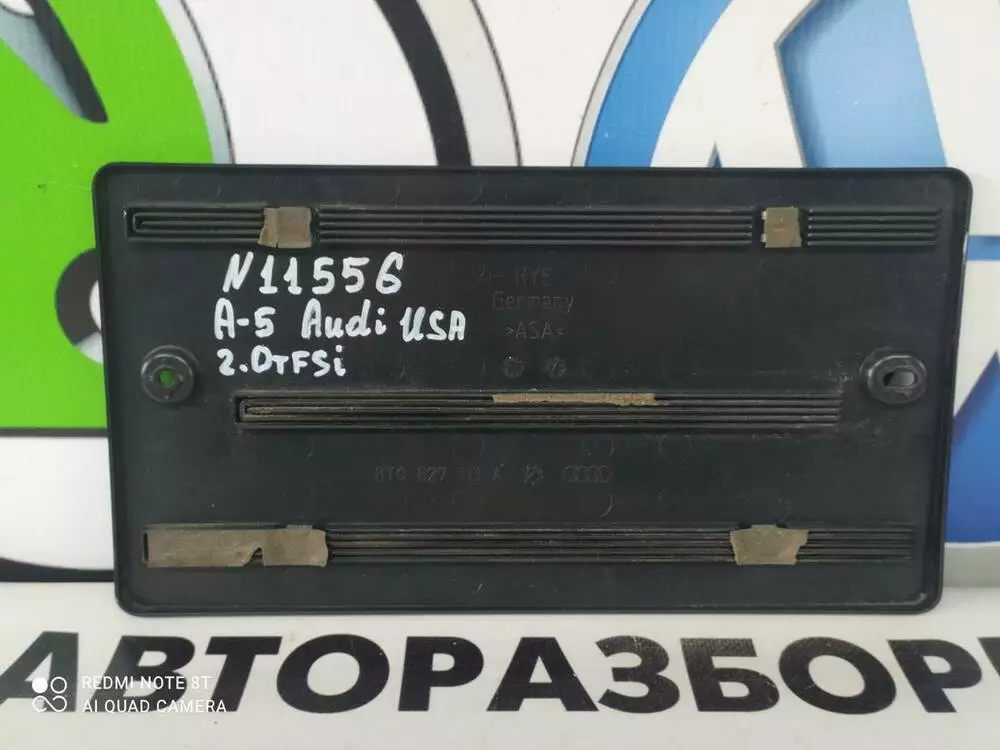 N11556
A-5 Audi USA
2.0TFSi
HYE
Germany
>ASA<
8T0 827 A
АВТОРАЗБОР
REDMI NOTE 8T
AI QUAD CAMERA